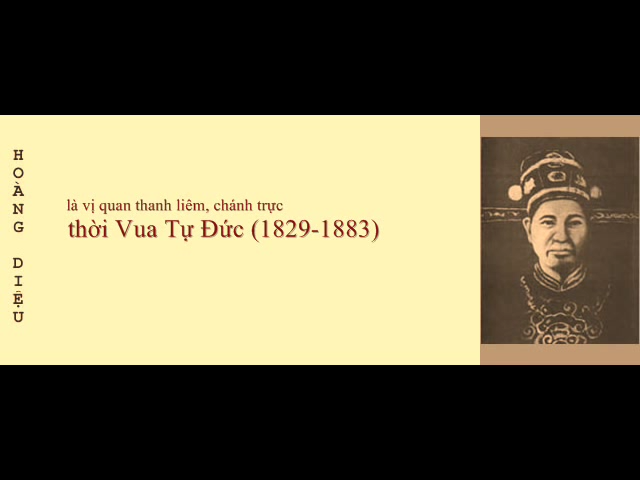 HOÀNG DIỆU
là vị quan thanh liêm, chánh trực
thời Vua Tự Đức (1829-1883)